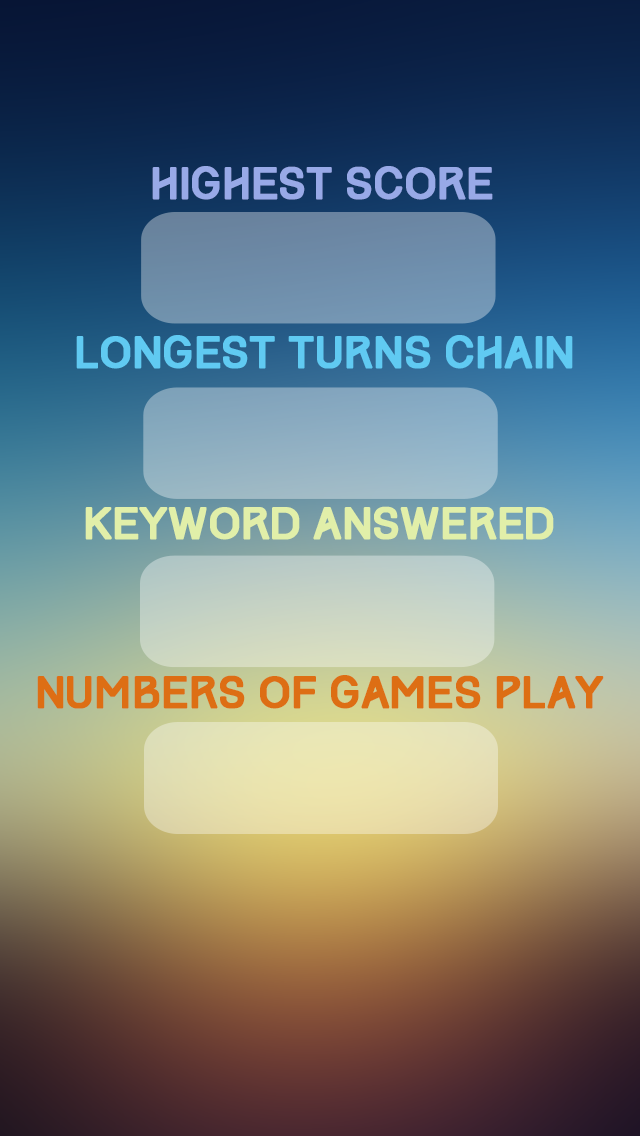 HIGHEST SCORE
LONGEST TURNS CHAIN
KEYWORD ANSWERED
NUMBERS OF GAMES PLAY